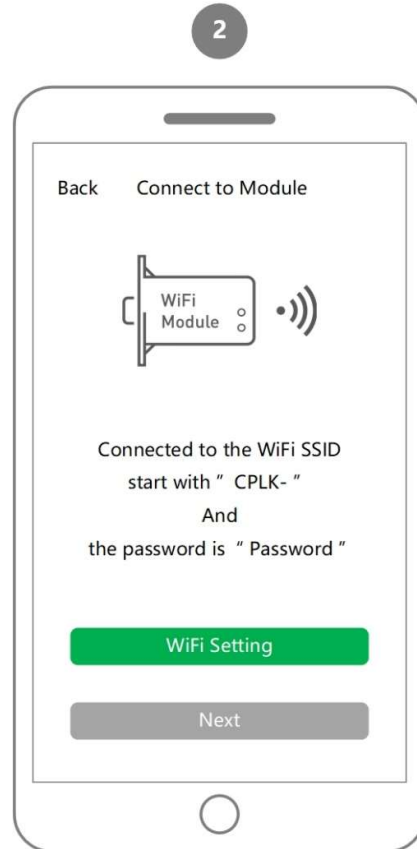 2
Back Connect to Module
WiFi
Module
Connected to the WiFi SSID
start with " CPLK- "
And
the password is " Password "
WiFi Setting
Next